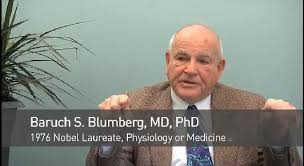 Baruch S. Blumberg, MD, PhD
1976 Nobel Laureate, Physiology or Medicine